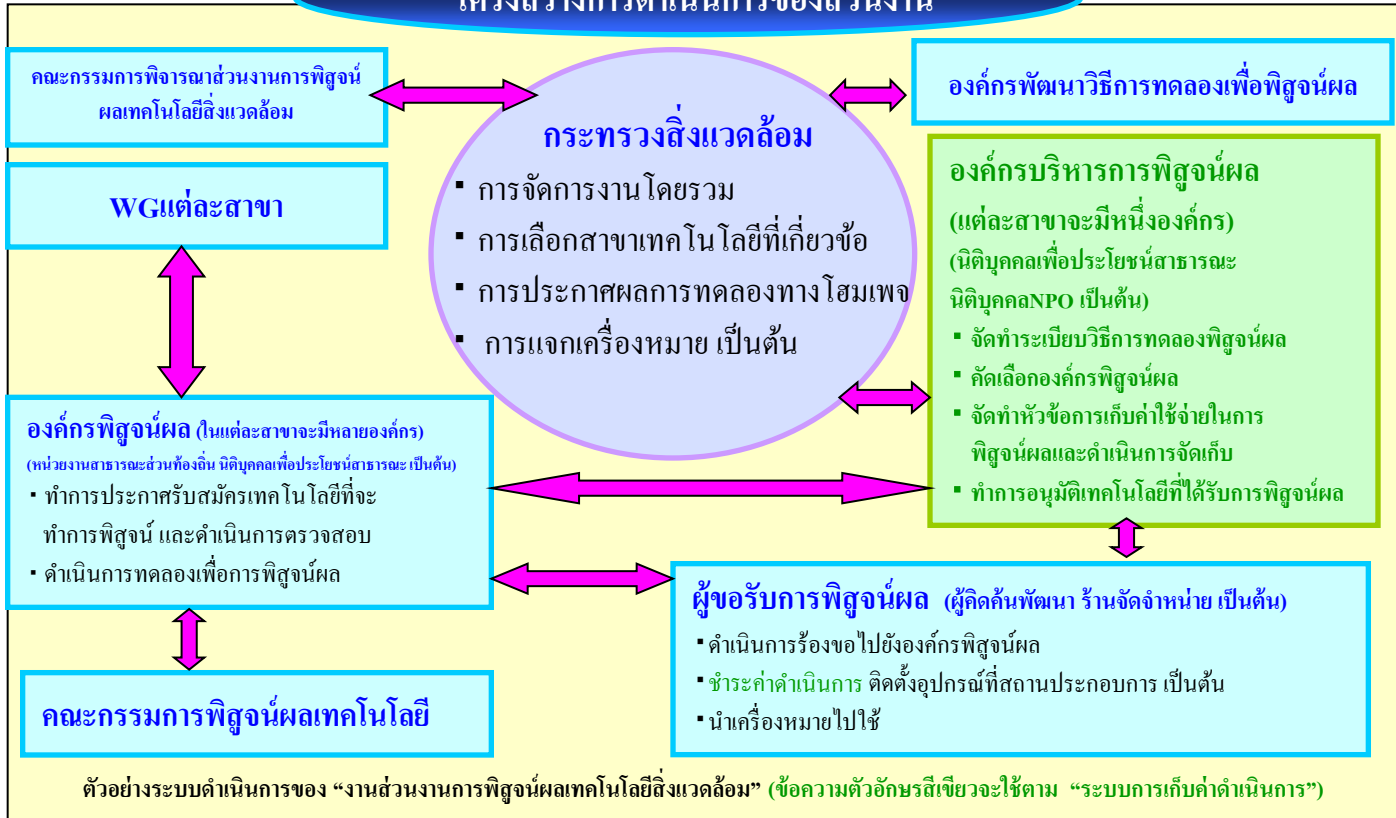 โครงสร้างการดำเนินการของส่วนงาน
คณะกรรมการพิจารณาส่วนงานการพิสูจน์
ผลเทคโนโลยีสิ่งแวดล้อม
WGแต่ละสาขา
กระทรวงสิ่งแวดล้อม
▪ การจัดการงานโดยรวม
▪ การเลือกสาขาเทคโนโลยีที่เกี่ยวข้อ
▪ การประกาศผลการทดลองทางโฮมเพจ
▪ การแจกเครื่องหมาย เป็นต้น
องค์กรพัฒนาวิธีการทดลองเพื่อพิสูจน์ผล
องค์กรบริหารการพิสูจน์ผล
(แต่ละสาขาจะมีหนึ่งองค์กร)
(นิติบุคคลเพื่อประโยชน์สาธารณะ
นิติบุคคลNPO เป็นต้น)
▪ จัดทำระเบียบวิธีการทดลองพิสูจน์ผล
▪ คัดเลือกองค์กรพิสูจน์ผล
▪ จัดทำหัวข้อการเก็บค่าใช้จ่ายในการ
พิสูจน์ผลและดำเนินการจัดเก็บ
▪ ทำการอนุมัติเทคโนโลยีที่ได้รับการพิสูจน์ผล
องค์กรพิสูจน์ผล (ในแต่ละสาขาจะมีหลายองค์กร)
(หน่วยงานสาธารณะส่วนท้องถิ่น นิติบุคคลเพื่อประโยชน์สาธารณะ เป็นต้น)
▪ ทำการประกาศรับสมัครเทคโนโลยีที่จะ
ทำการพิสูจน์ และดำเนินการตรวจสอบ
▪ ดำเนินการทดลองเพื่อการพิสูจน์ผล
ผู้ขอรับการพิสูจน์ผล (ผู้คิดค้นพัฒนา ร้านจัดจำหน่าย เป็นต้น)
▪ ดำเนินการร้องขอไปยังองค์กรพิสูจน์ผล
▪ ชำระค่าดำเนินการ ติดตั้งอุปกรณ์ที่สถานประกอบการ เป็นต้น
▪ นำเครื่องหมายไปใช้
คณะกรรมการพิสูจน์ผลเทคโนโลยี
ตัวอย่างระบบดำเนินการของ “งานส่วนงานการพิสูจน์ผลเทคโนโลยีสิ่งแวดล้อม” (ข้อความตัวอักษรสีเขียวจะใช้ตาม “ระบบการเก็บค่าดำเนินการ”)